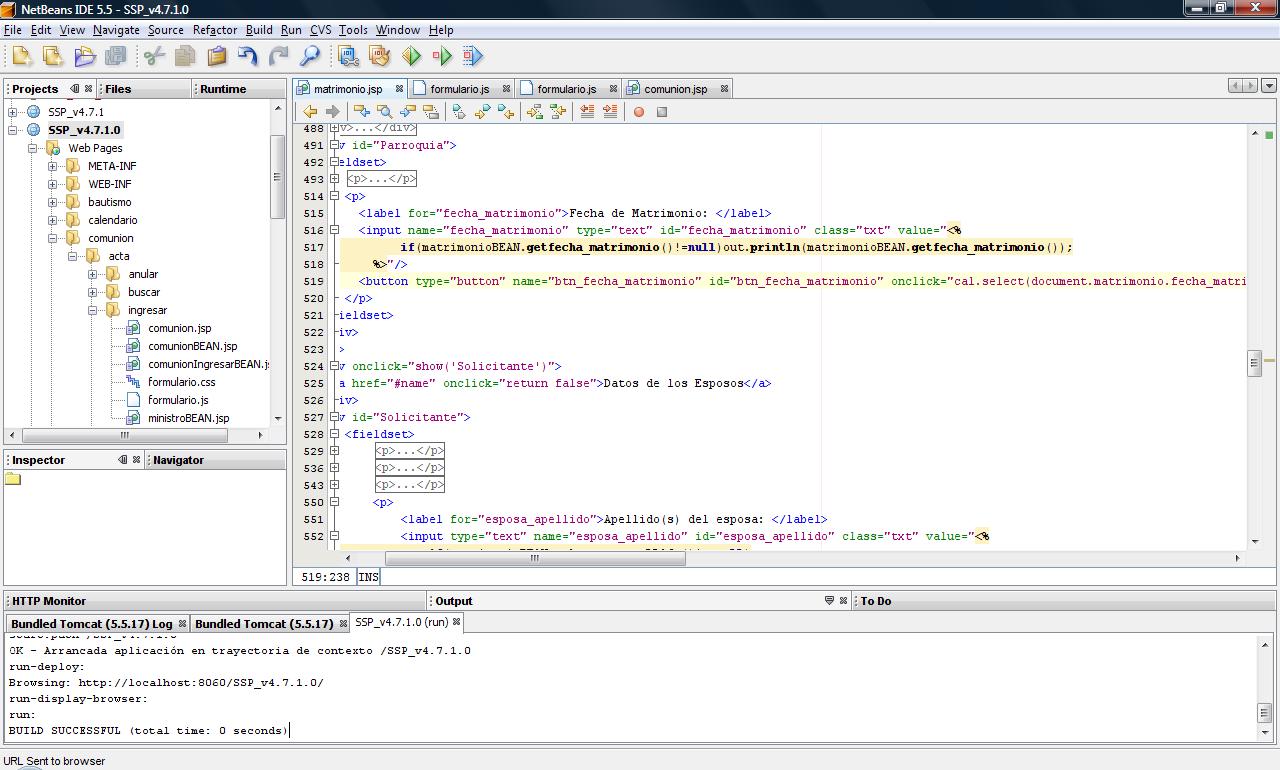 NetBeans IDE 5.5 - SSP_v4.7.1.0
File Edit View Navigate Source Refactor Build Run CVS Tools Window Help
Projects Files Runtime
SSP_v4.7.1
SSP_v4.7.1.0
Web Pages
META-INF
WEB-INF
bautismo
calendario
comunion
acta
anular
buscar
ingresar
comunion.jsp
comunionBEAN.jsp
comunionIngresarBEAN.js
formulario.css
formulario.js
ministroBEAN.jsp
Inspector Navigator
matrimonio.jsp formulario.js formulario.js comunion.jsp
488 v>...</div>
491 v id="Parroquia">
492 eldset>
493 <p>...</p>
514 <p>
515 <label for="fecha_matrimonio">Fecha de Matrimonio: </label>
516 <input name="fecha_matrimonio" type="text" id="fecha_matrimonio" class="txt" value="<%
517 if(matrimonioBEAN.getfecha_matrimonio()!=null)out.println(matrimonioBEAN.getfecha_matrimonio());
518 %>"/>
519 <button type="button" name="btn_fecha_matrimonio" id="btn_fecha_matrimonio" onclick="cal.select(document.matrimonio.fecha_matri
520 </p>
521 ieldset>
522 iv>
523 >
524 v onclick="show('Solicitante')">
525 a href="#name" onclick="return false">Datos de los Esposos</a>
526 iv>
527 v id="Solicitante">
528 <fieldset>
529 <p>...</p>
536 <p>...</p>
543 <p>...</p>
550 <p>
551 <label for="esposa_apellido">Apellido(s) del esposa: </label>
552 <input type="text" name="esposa_apellido" id="esposa_apellido" class="txt" value="<%
519:238 INS
HTTP Monitor Output To Do
Bundled Tomcat (5.5.17) Log Bundled Tomcat (5.5.17) SSP_v4.7.1.0 (run)
OK - Arrancada aplicación en trayectoria de contexto /SSP_v4.7.1.0
run-deploy:
Browsing: http://localhost:8060/SSP_v4.7.1.0/
run-display-browser:
run:
BUILD SUCCESSFUL (total time: 0 seconds)
URL Sent to browser